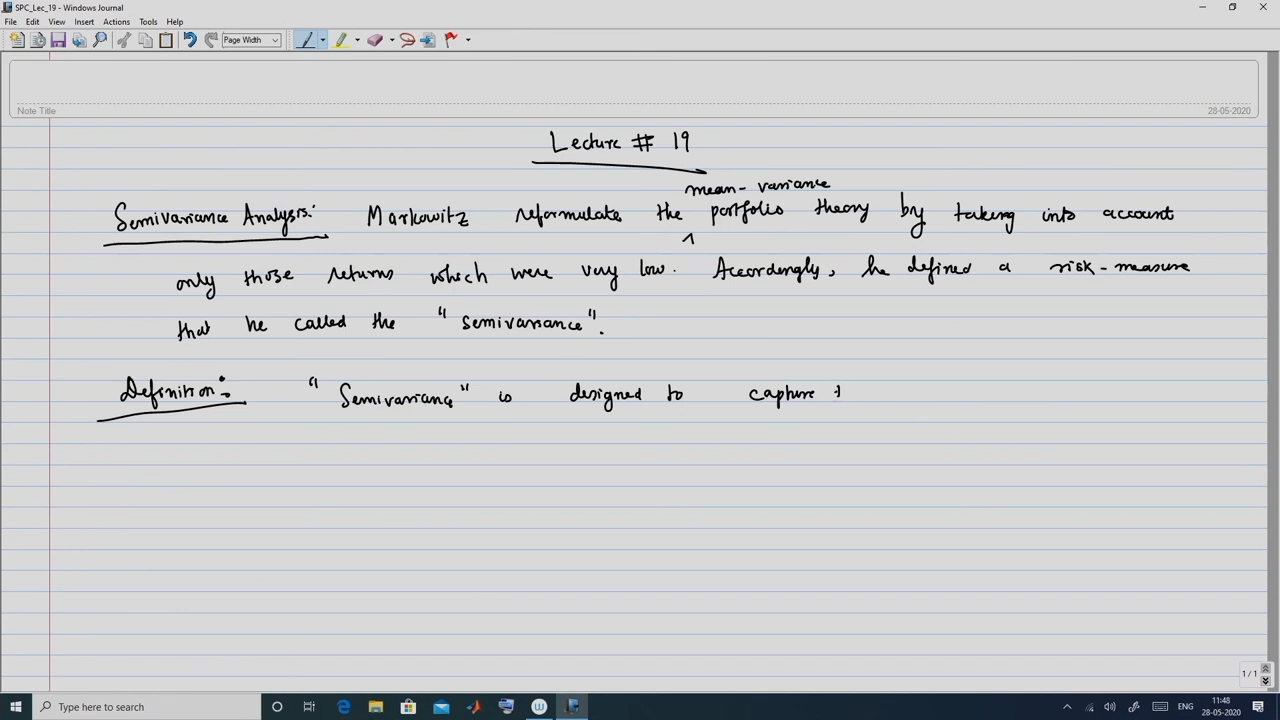 SPC_Lec_19 - Windows Journal
File Edit View Insert Actions Tools Help
Page Width
Note Title
28-05-2020
Lecture # 19
mean-variance
Semivariance Analysis: Markowitz reformulate the portfolio theory by taking into account
only those returns which were very low. Accordingly, he defined a risk-measure
that he called the "semivariance".
Definition: "Semivariance" is designed to capture t
1 / 1
Type here to search
11:48
28-05-2020